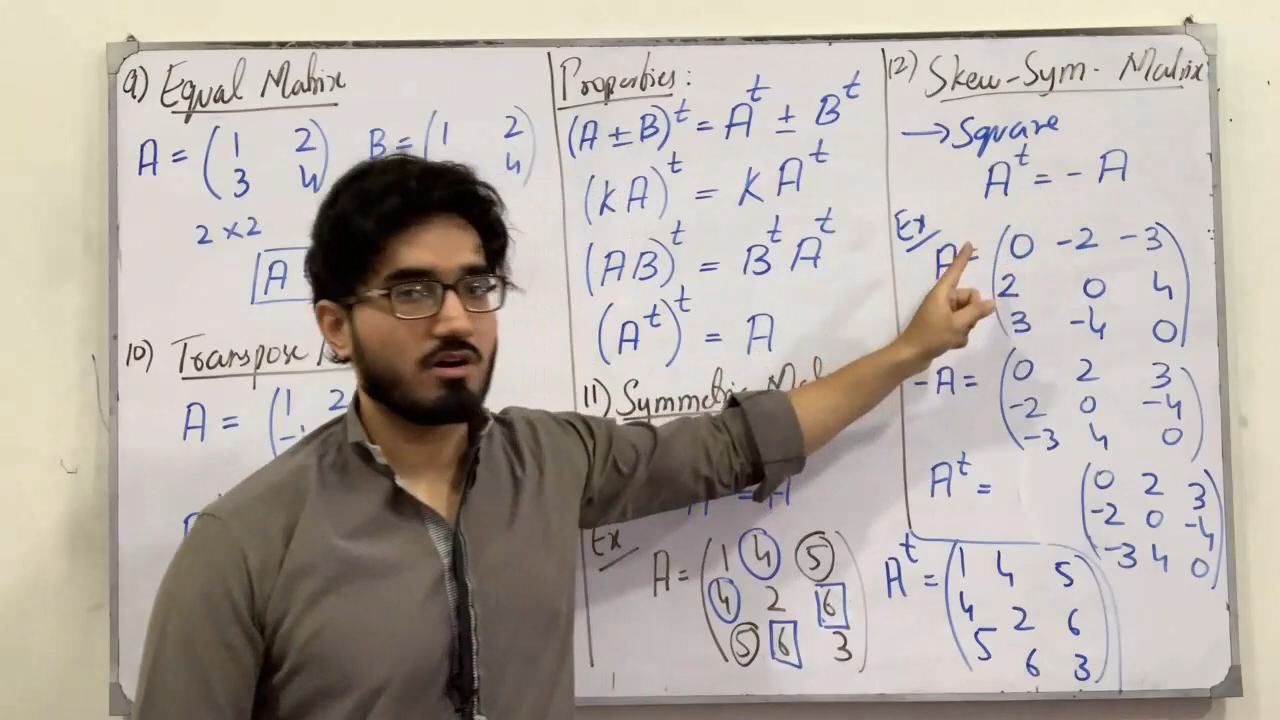 9) Equal Matrix
A = (1 2
3 4)
B = (1 2
4)
2 x 2
A
10) Transpose
A = (1 2
Properties:
(A ± B)^t = A^t ± B^t
(KA)^t = K A^t
(AB)^t = B^t A^t
(A^t)^t = A
11) Symmetric
Ex
A = (1 4 5
4 2 6
5 6 3)
A^t = (1 4 5
4 2 6
5 6 3)
12) Skew-Sym. Matrix
→ Square
A^t = - A
Ex
A = (0 -2 -3
2 0 4
3 -4 0)
-A = (0 2 3
-2 0 -4
-3 4 0)
A^t = (0 2 3
-2 0 -4
-3 4 0)